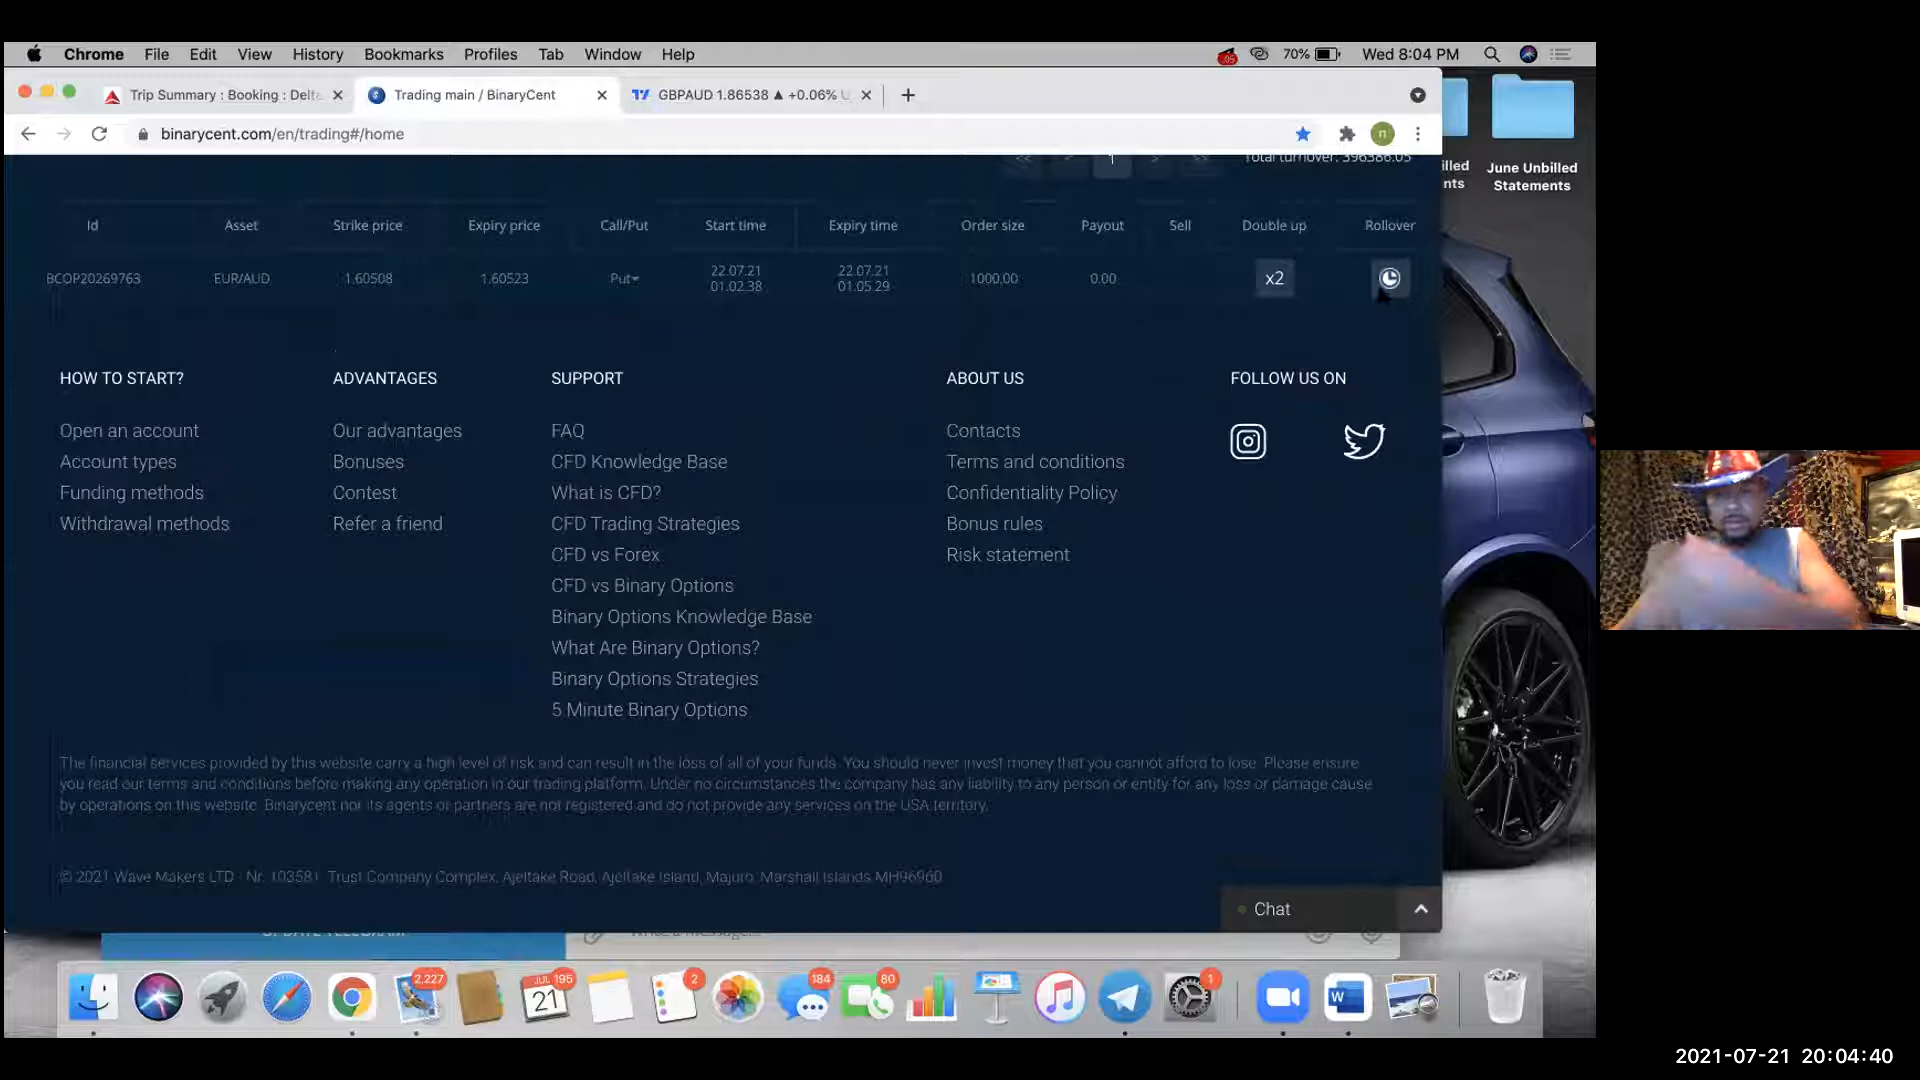 Chrome File Edit View History Bookmarks Profiles Tab Window Help
.05 70% Wed 8:04 PM
Trip Summary : Booking : Delt
Trading main / BinaryCent
GBPAUD 1.86538 ▲ +0.06% U
binarycent.com/en/trading#/home
n
June Unbilled
Statements
illed
nts
<< < 1 > >> Total turnover: 396386.05
Id Asset Strike price Expiry price Call/Put Start time Expiry time Order size Payout Sell Double up Rollover
BCOP20269763 EUR/AUD 1.60508 1.60523 Put 22.07.21 01.02.38 22.07.21 01.05.29 1000.00 0.00 x2
HOW TO START?
Open an account
Account types
Funding methods
Withdrawal methods
ADVANTAGES
Our advantages
Bonuses
Contest
Refer a friend
SUPPORT
FAQ
CFD Knowledge Base
What is CFD?
CFD Trading Strategies
CFD vs Forex
CFD vs Binary Options
Binary Options Knowledge Base
What Are Binary Options?
Binary Options Strategies
5 Minute Binary Options
ABOUT US
Contacts
Terms and conditions
Confidentiality Policy
Bonus rules
Risk statement
FOLLOW US ON
The financial services provided by this website carry a high level of risk and can result in the loss of all of your funds. You should never invest money that you cannot afford to lose. Please ensure
you read our terms and conditions before making any operation in our trading platform. Under no circumstances the company has any liability to any person or entity for any loss or damage cause
by operations on this website. Binarycent nor its agents or partners are not registered and do not provide any services on the USA territory.
© 2021 Wave Makers LTD - Nr. 103581. Trust Company Complex, Ajeltake Road, Ajeltake Island, Majuro, Marshall Islands MH96960
Chat
2,227
JUL 195
21
2
184
80
1
W
2021-07-21 20:04:40